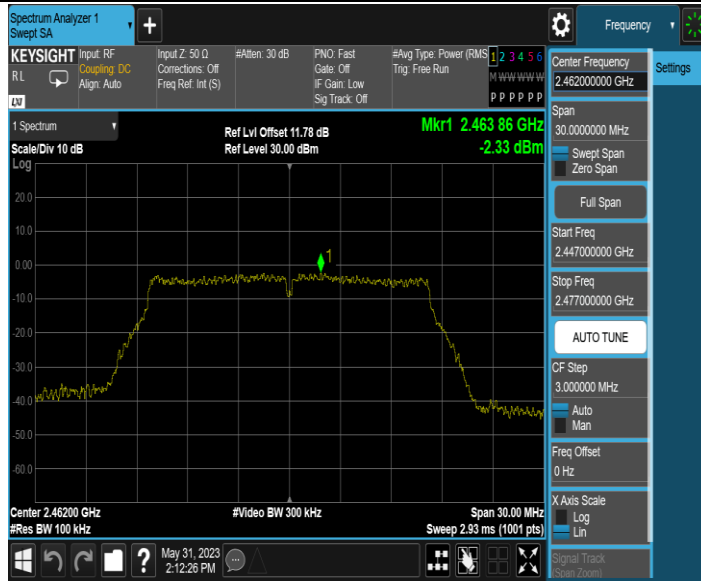 Spectrum Analyzer 1
Swept SA
+
Frequency
KEYSIGHT
RL
LXI
Input: RF
Coupling: DC
Align: Auto
Input Z: 50 Ω
Corrections: Off
Freq Ref: Int (S)
#Atten: 30 dB
PNO: Fast
Gate: Off
IF Gain: Low
Sig Track: Off
#Avg Type: Power (RMS
Trig: Free Run
1 2 3 4 5 6
M W W W W W
P P P P P P
Center Frequency
2.462000000 GHz
Settings
Span
30.0000000 MHz
Swept Span
Zero Span
Full Span
Start Freq
2.447000000 GHz
Stop Freq
2.477000000 GHz
AUTO TUNE
CF Step
3.000000 MHz
Auto
Man
Freq Offset
0 Hz
X Axis Scale
Log
Lin
Signal Track
(Span Zoom)
1 Spectrum
Scale/Div 10 dB
Log
Ref Lvl Offset 11.78 dB
Ref Level 30.00 dBm
Mkr1 2.463 86 GHz
-2.33 dBm
20.0
10.0
0.00
-10.0
-20.0
-30.0
-40.0
-50.0
-60.0
1
Center 2.46200 GHz
#Res BW 100 kHz
#Video BW 300 kHz
Span 30.00 MHz
Sweep 2.93 ms (1001 pts)
?
May 31, 2023
2:12:26 PM